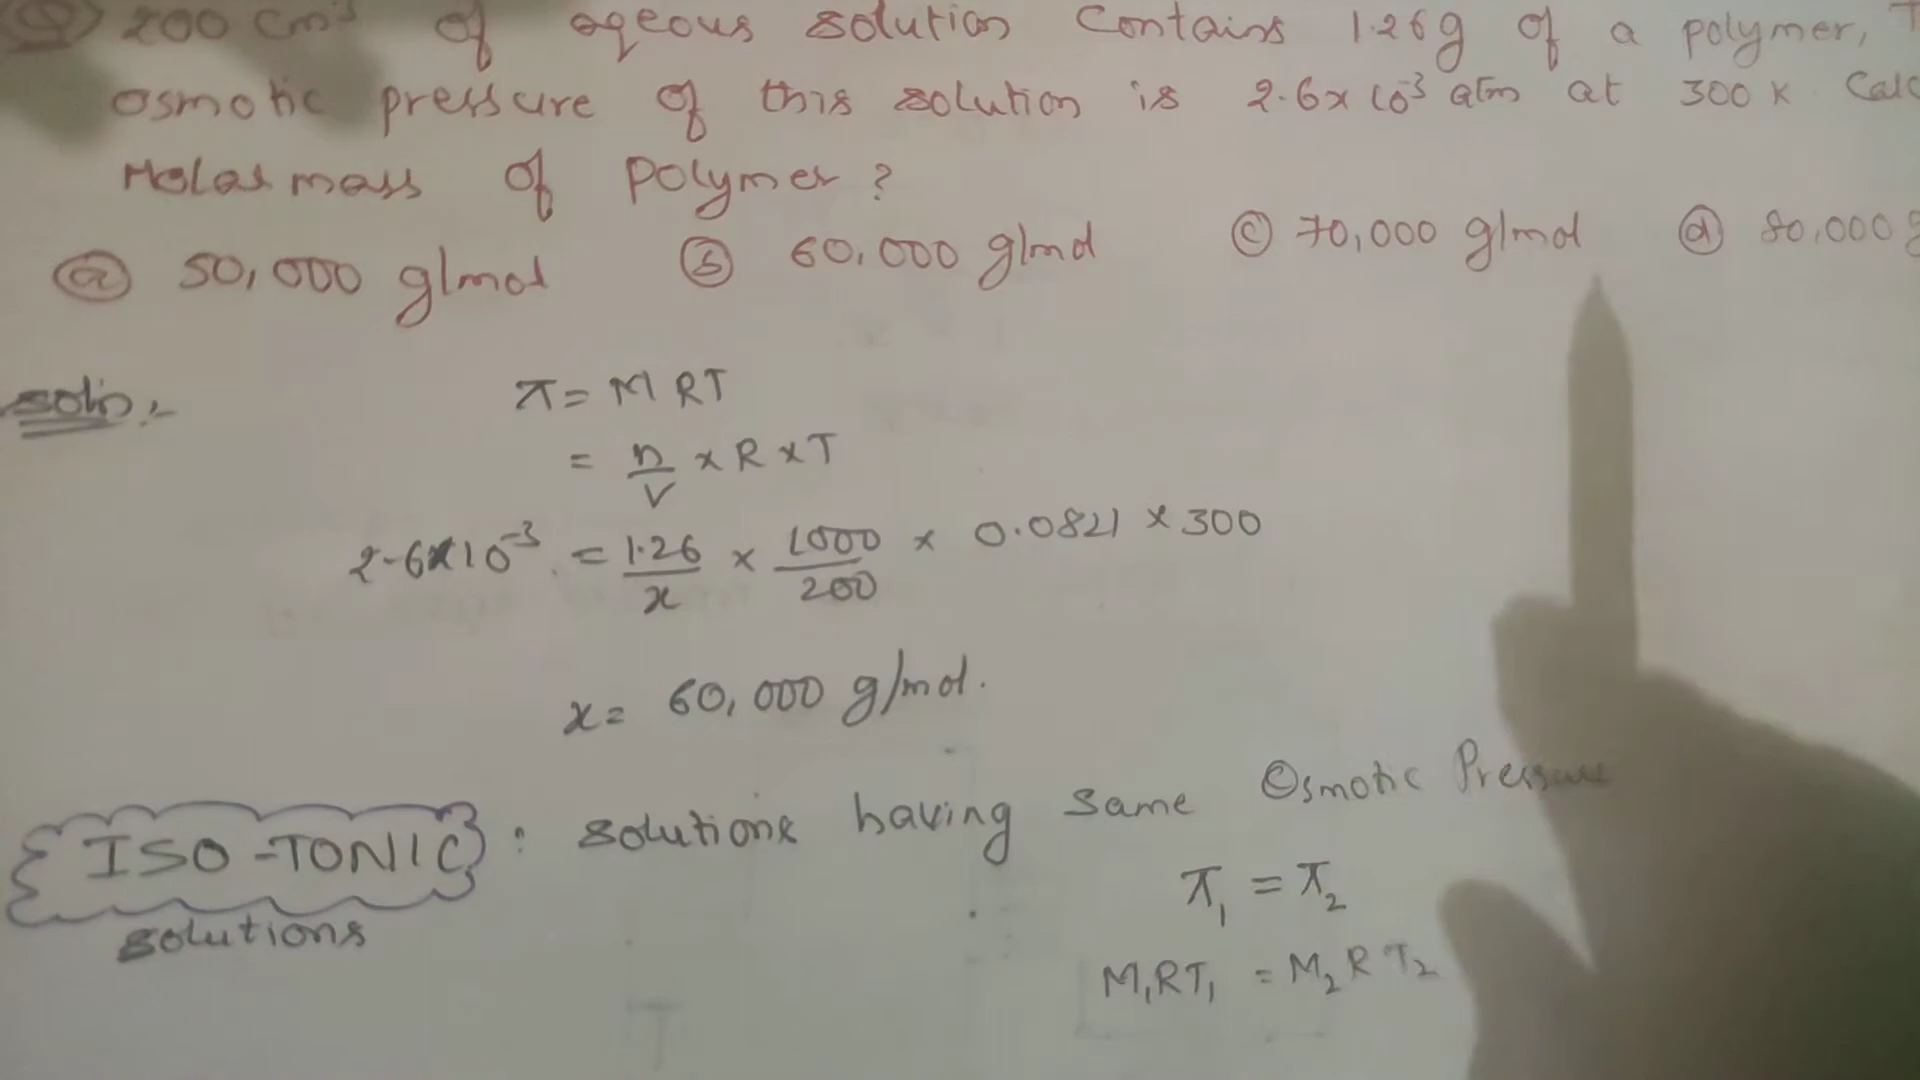 200 cm³ of aqeous solution contains 1.26g of a polymer, T
osmotic pressure of this solution is 2.6x10⁻³ atm at 300 K. Calc
Molar mass of Polymer?
ⓐ 50,000 g/mol ⓑ 60,000 g/mol ⓒ 70,000 g/mol ⓓ 80,000 g
soln:-
π = M RT
= n/V × R × T
2.6×10⁻³ = 1.26/x × 1000/200 × 0.0821 × 300
x = 60,000 g/mol.
ISO-TONIC solutions : solutions having same Osmotic Pressure
π₁ = π₂
M₁RT₁ = M₂RT₂